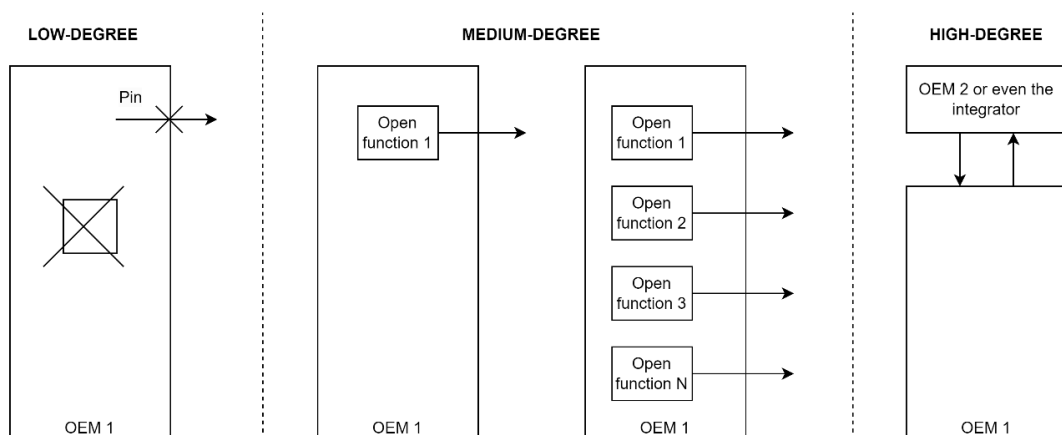 LOW-DEGREE
Pin
OEM 1
MEDIUM-DEGREE
Open
function 1
OEM 1
Open
function 1
Open
function 2
Open
function 3
Open
function N
OEM 1
HIGH-DEGREE
OEM 2 or even the
integrator
OEM 1